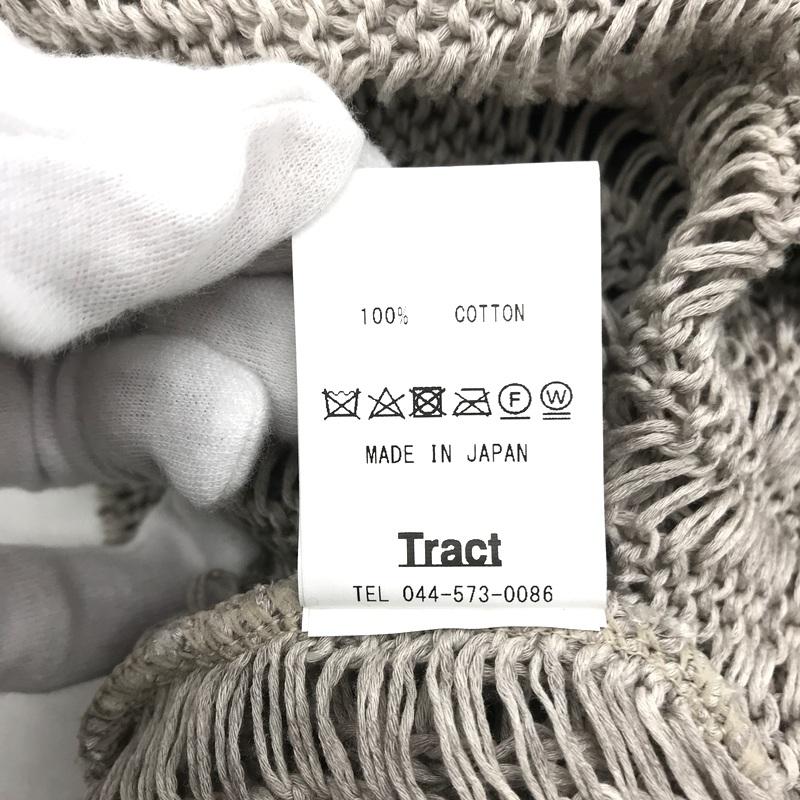 100% COTTON
F W
MADE IN JAPAN
Tract
TEL 044-573-0086